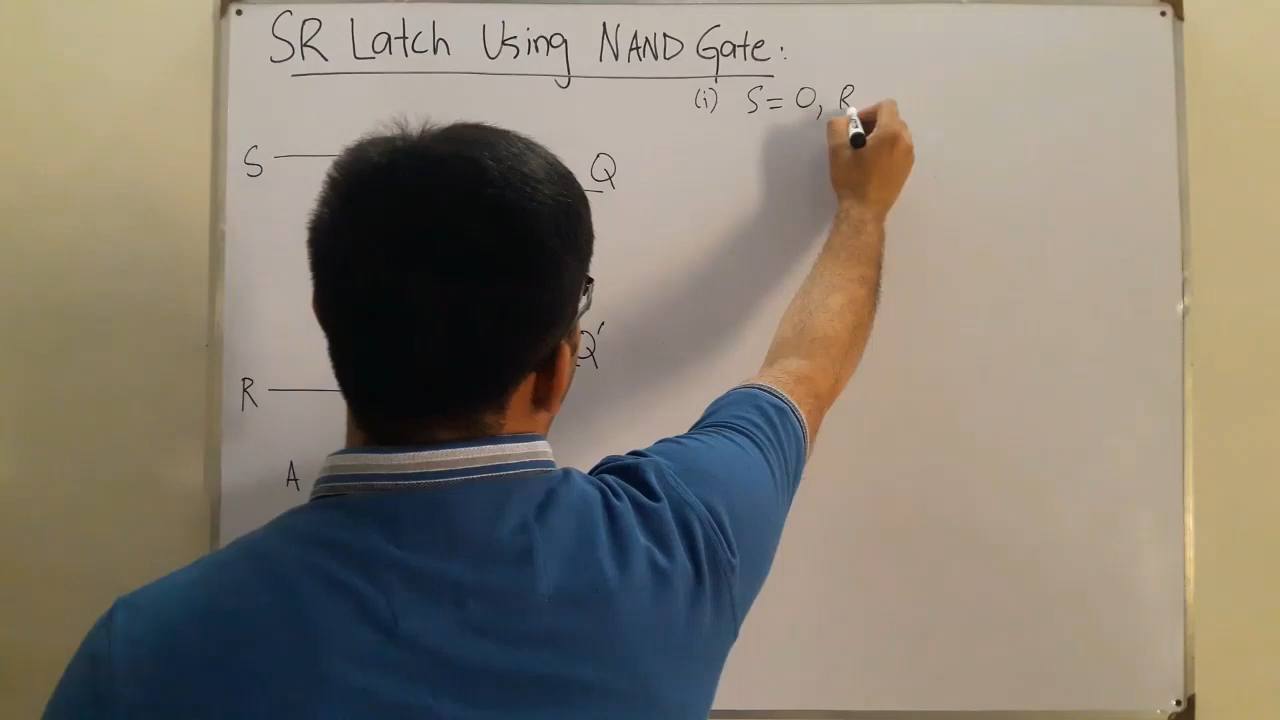 SR Latch Using NAND Gate:
(i) S = 0, R
S
Q
Q'
R
A